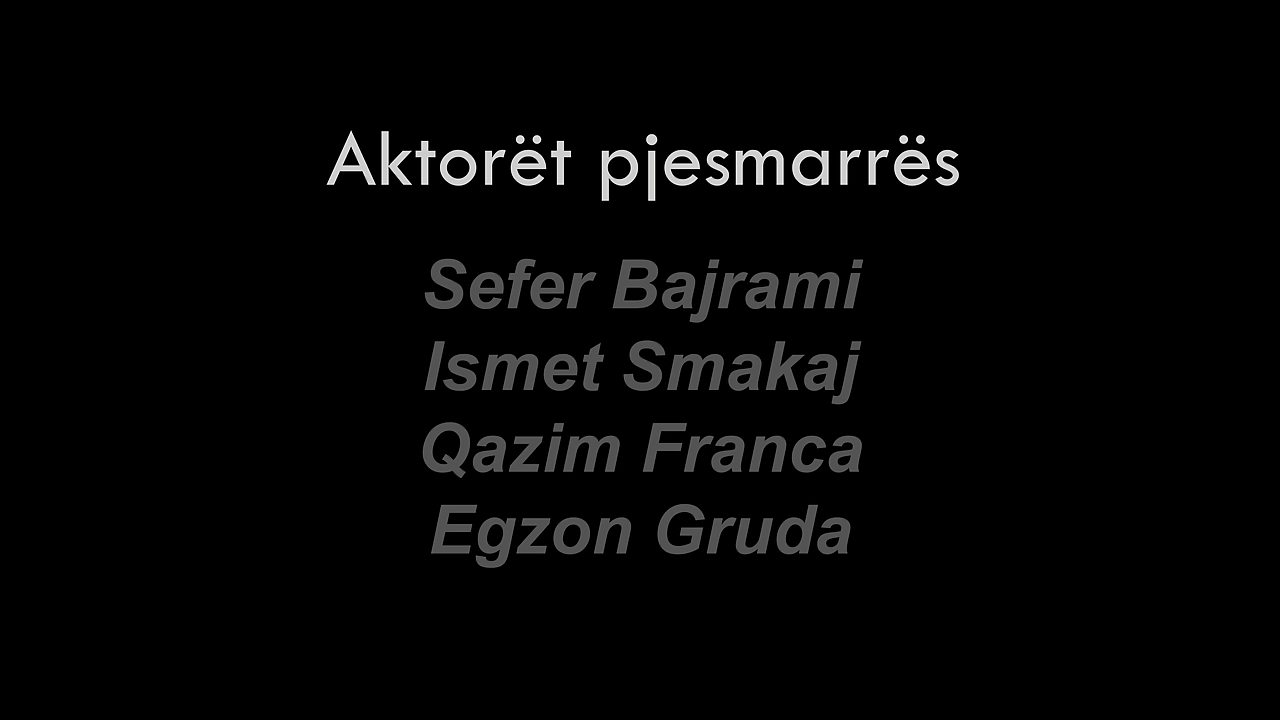 Aktorët pjesmarrës
Sefer Bajrami
Ismet Smakaj
Qazim Franca
Egzon Gruda